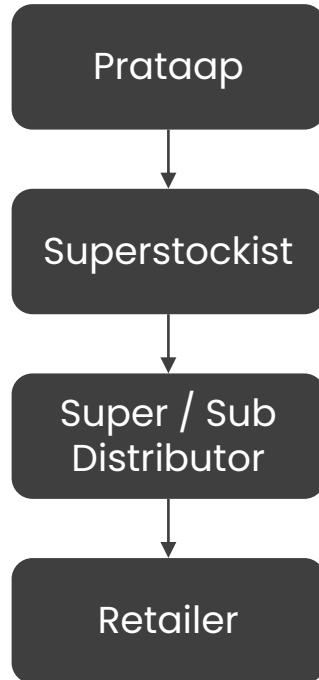 Prataap
Superstockist
Super / Sub
Distributor
Retailer